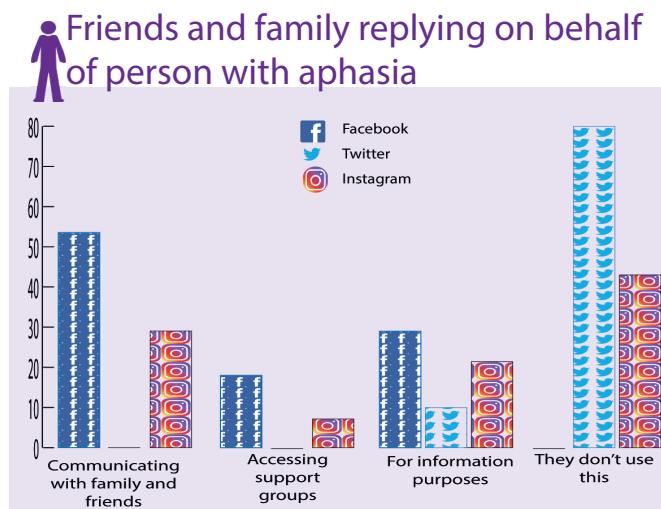 Friends and family replying on behalf
of person with aphasia
Facebook
Twitter
Instagram
80
70
60
50
40
30
20
10
0
Communicating
with family and
friends
Accessing
support
groups
For information
purposes
They don't use
this